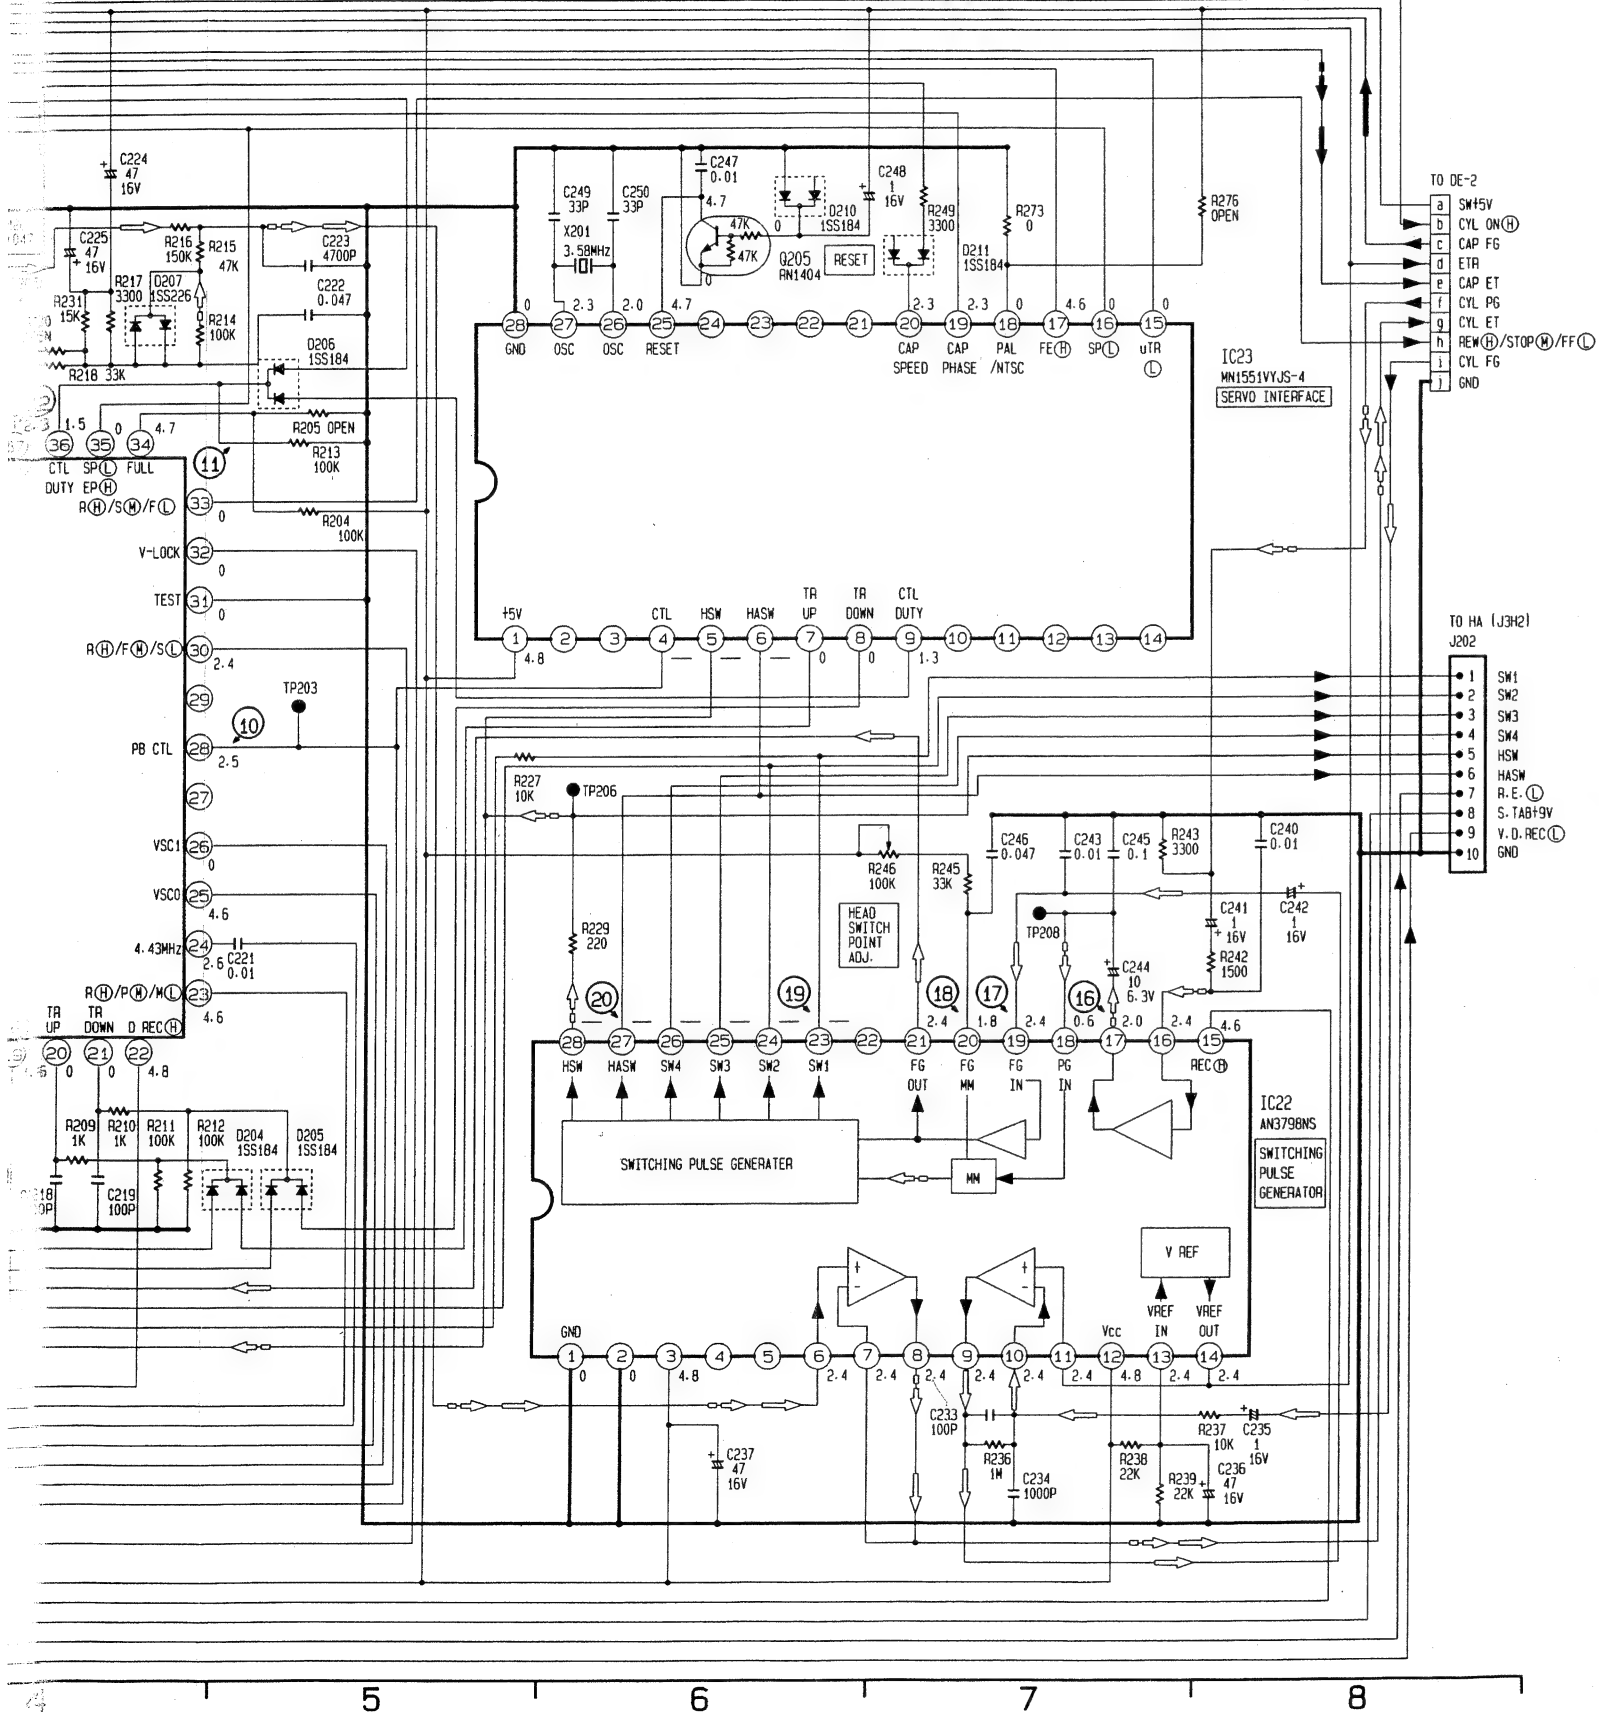 C224
47
16V
C225
47
16V
R216
150K
R215
47K
C223
4700P
C222
0.047
R217
3300
D207
1SS226
R231
15K
R214
100K
R218 33K
D206
1SS184
R205 OPEN
R213
100K
R204
100K
C249
33P
C250
33P
X201
3.58MHz
C247
0.01
4.7
47K
47K
0
Q205
RN1404
RESET
0
D210
1SS184
C248
1
16V
R249
3300
D211
1SS184
R273
0
R276
OPEN
TO DE-2
a SW+5V
b CYL ON(H)
c CAP FG
d ETR
e CAP ET
f CYL PG
g CYL ET
h REW(H)/STOP(M)/FF(L)
i CYL FG
j GND
0 2.3 2.0 4.7 2.3 2.3 0 4.6 0 0
28 27 26 25 24 23 22 21 20 19 18 17 16 15
GND OSC OSC RESET CAP SPEED CAP PHASE PAL /NTSC FE(H) SP(L) uTR (L)
IC23
MN1551VYJS-4
SERVO INTERFACE
1.5 0 4.7
36 35 34
CTL DUTY SP(L) EP(H) FULL
11
R(H)/S(M)/F(L) 33 0
V-LOCK 32 0
TEST 31 0
R(H)/F(M)/S(L) 30 2.4
29
PB CTL 28 2.5
10
TP203
27
VSC1 26 0
VSC0 25 4.6
4.43MHz 24 2.6
C221
0.01
R(H)/P(M)/M(L) 23 4.6
TR UP TR DOWN D REC(H)
20 21 22
0 0 4.8
+5V CTL HSW HASW TR UP TR DOWN CTL DUTY
1 2 3 4 5 6 7 8 9 10 11 12 13 14
4.8 0 0 1.3
TO HA (J3H2)
J202
1 SW1
2 SW2
3 SW3
4 SW4
5 HSW
6 HASW
7 R.E.(L)
8 S.TAB+9V
9 V.D.REC(L)
10 GND
R227
10K
TP206
R229
220
R246
100K
R245
33K
HEAD
SWITCH
POINT
ADJ.
C246
0.047
C243
0.01
C245
0.1
R243
3300
C240
0.01
TP208
C241
1
16V
C242
1
16V
C244
10
6.3V
R242
1500
20 19 18 17 16
2.4 1.8 2.4 0.6 2.0 2.4 4.6
28 27 26 25 24 23 22 21 20 19 18 17 16 15
HSW HASW SW4 SW3 SW2 SW1 FG OUT FG MM FG IN PG IN REC(H)
SWITCHING PULSE GENERATER
MM
IC22
AN3798NS
SWITCHING
PULSE
GENERATOR
R209
1K
R210
1K
R211
100K
R212
100K
D204
1SS184
D205
1SS184
C219
100P
V REF
VREF IN
VREF OUT
GND Vcc
1 2 3 4 5 6 7 8 9 10 11 12 13 14
0 0 4.8 2.4 2.4 2.4 2.4 2.4 2.4 4.8 2.4 2.4
C233
100P
R236
1M
C234
1000P
C237
47
16V
R237
10K
C235
1
16V
R238
22K
R239
22K
C236
47
16V
5 6 7 8